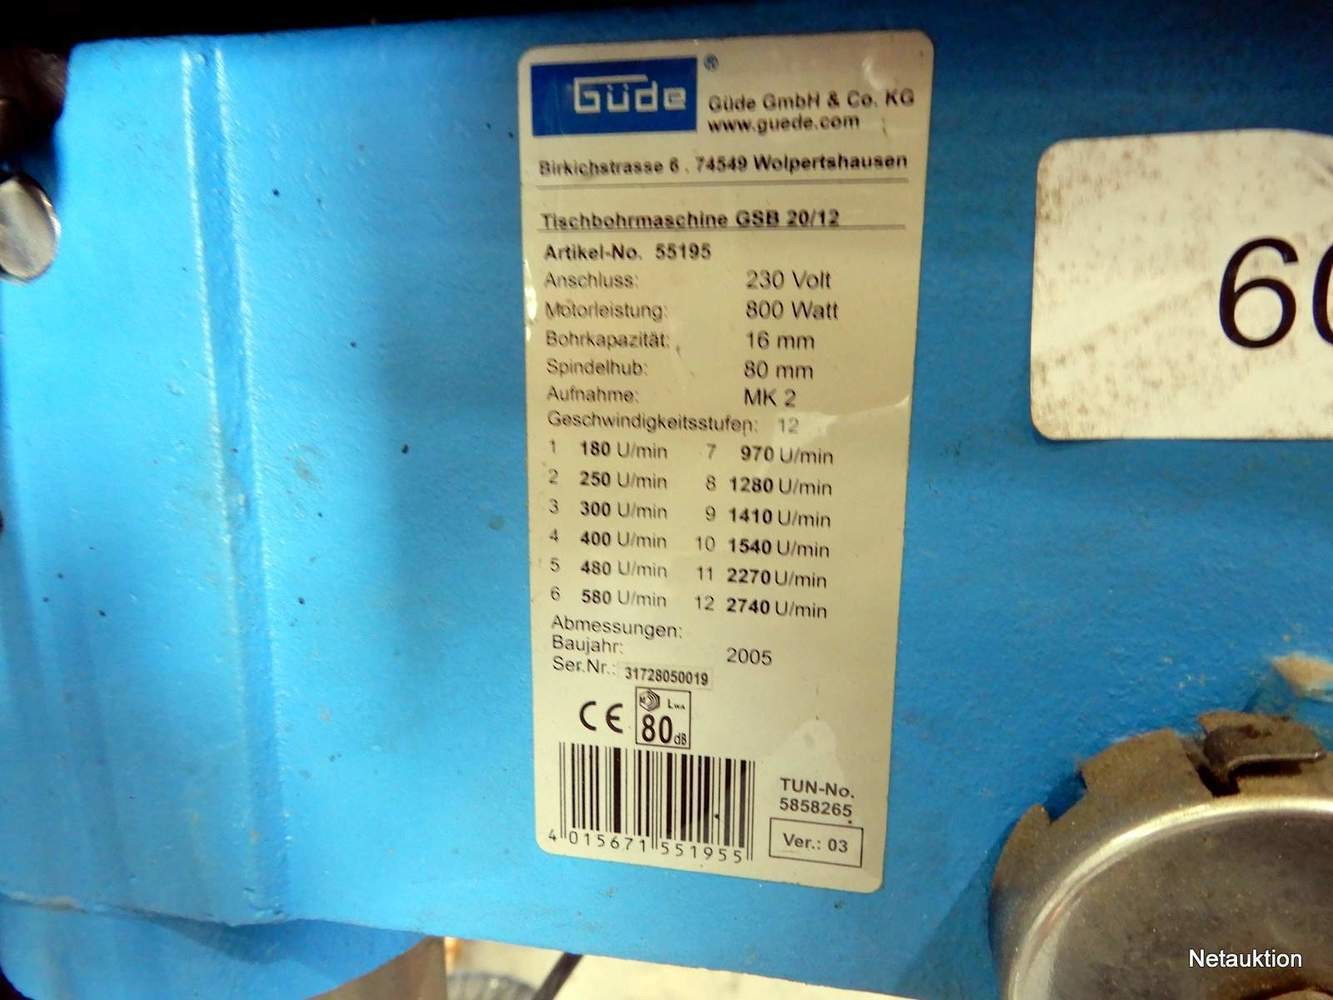 Güde ®
Güde GmbH & Co. KG
www.guede.com
Birkichstrasse 6 . 74549 Wolpertshausen
Tischbohrmaschine GSB 20/12
Artikel-No. 55195
Anschluss: 230 Volt
Motorleistung: 800 Watt
Bohrkapazität: 16 mm
Spindelhub: 80 mm
Aufnahme: MK 2
Geschwindigkeitsstufen: 12
1 180 U/min 7 970 U/min
2 250 U/min 8 1280 U/min
3 300 U/min 9 1410 U/min
4 400 U/min 10 1540 U/min
5 480 U/min 11 2270 U/min
6 580 U/min 12 2740 U/min
Abmessungen:
Baujahr: 2005
Ser.Nr.: 31728050019
CE
LWA
80 dB
TUN-No.
5858265
Ver.: 03
4 015671 551955
60
Netauktion